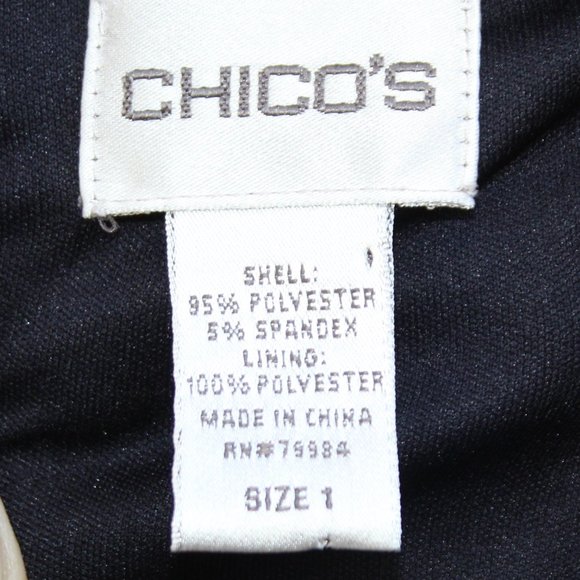 CHICO'S
SHELL:
95% POLYESTER
5% SPANDEX
LINING:
100% POLYESTER
MADE IN CHINA
RN#79984
SIZE 1